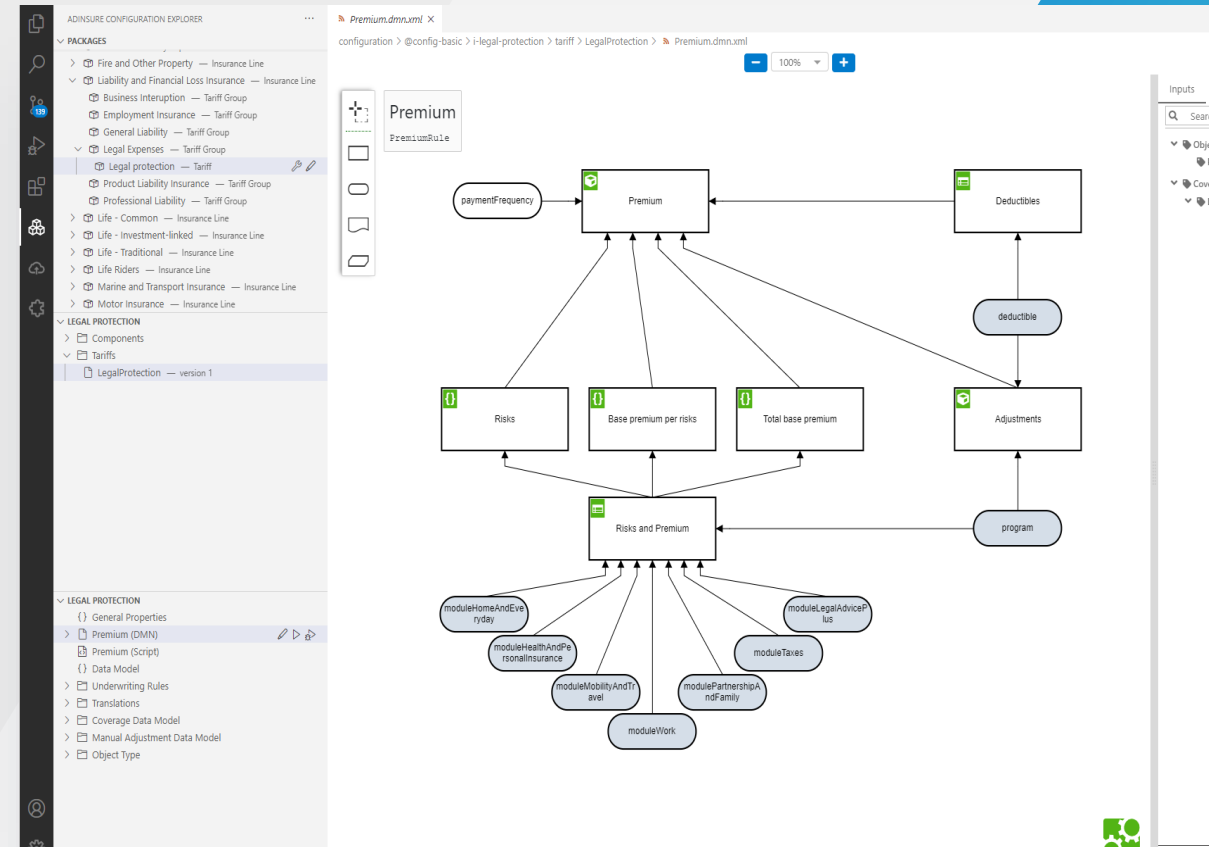 ADINSURE CONFIGURATION EXPLORER ···
PACKAGES
Fire and Other Property — Insurance Line
Liability and Financial Loss Insurance — Insurance Line
Business Interuption — Tariff Group
Employment Insurance — Tariff Group
General Liability — Tariff Group
Legal Expenses — Tariff Group
Legal protection — Tariff
Product Liability Insurance — Tariff Group
Professional Liability — Tariff Group
Life - Common — Insurance Line
Life - Investment-linked — Insurance Line
Life - Traditional — Insurance Line
Life Riders — Insurance Line
Marine and Transport Insurance — Insurance Line
Motor Insurance — Insurance Line
139
LEGAL PROTECTION
Components
Tariffs
LegalProtection — version 1
LEGAL PROTECTION
{} General Properties
Premium (DMN)
Premium (Script)
{} Data Model
Underwriting Rules
Translations
Coverage Data Model
Manual Adjustment Data Model
Object Type
Premium.dmn.xml ×
configuration > @config-basic > i-legal-protection > tariff > LegalProtection > Premium.dmn.xml
− 100% +
Premium
PremiumRule
paymentFrequency
Premium
Deductibles
deductible
{} Risks
{} Base premium per risks
{} Total base premium
Adjustments
Risks and Premium
program
moduleHomeAndEve
ryday
moduleLegalAdviceP
lus
moduleHealthAndPe
rsonalInsurance
moduleTaxes
moduleMobilityAndTr
avel
modulePartnershipA
ndFamily
moduleWork
Inputs
Sear
Obje
Cove